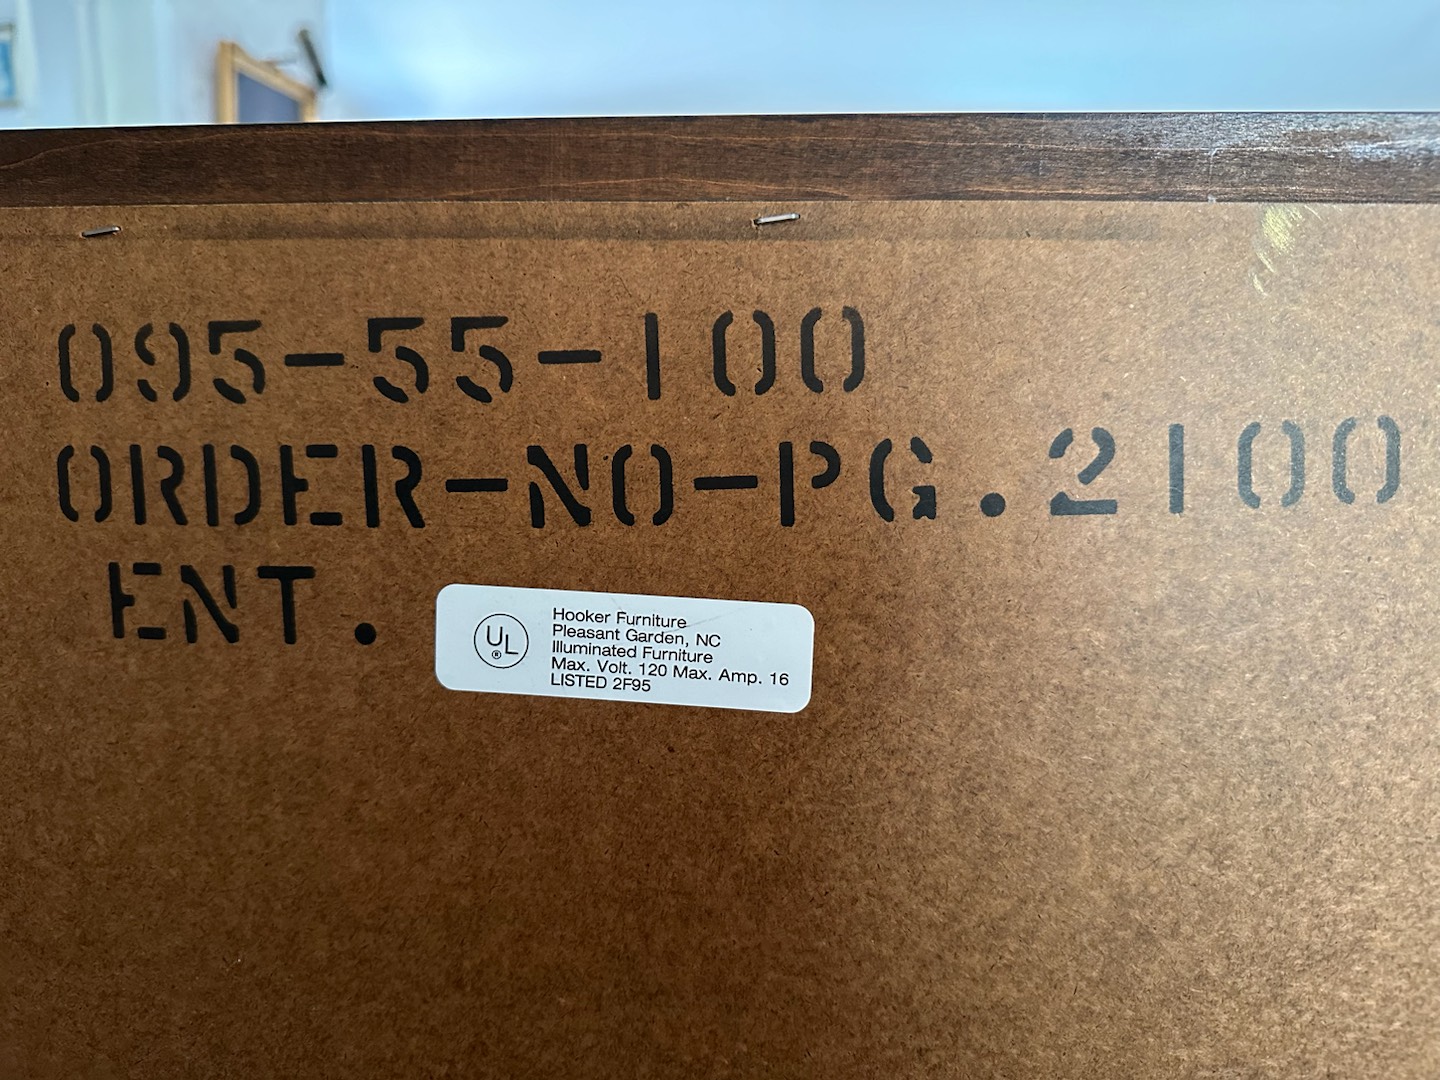 095-55-100
ORDER-NO-PG.2100
ENT.
UL®
Hooker Furniture
Pleasant Garden, NC
Illuminated Furniture
Max. Volt. 120 Max. Amp. 16
LISTED 2F95